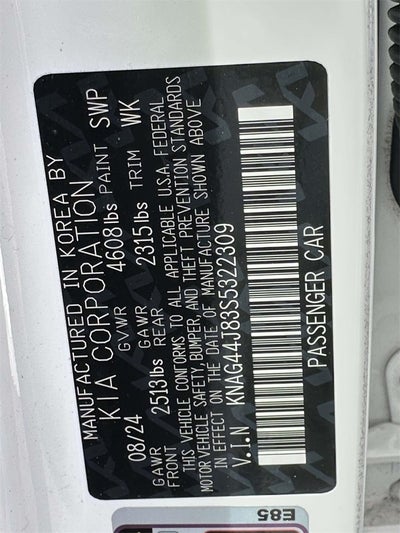 MANUFACTURED IN KOREA BY
KIA CORPORATION
08/24 GVWR 4608lbs PAINT SWP
GAWR FRONT 2513lbs GAWR REAR 2315lbs TRIM WK
THIS VEHICLE CONFORMS TO ALL APPLICABLE U.S.A. FEDERAL
MOTOR VEHICLE SAFETY, BUMPER, AND THEFT PREVENTION STANDARDS
IN EFFECT ON THE DATE OF MANUFACTURE SHOWN ABOVE
V.I.N KNAG44J83S5322309
PASSENGER CAR
E85